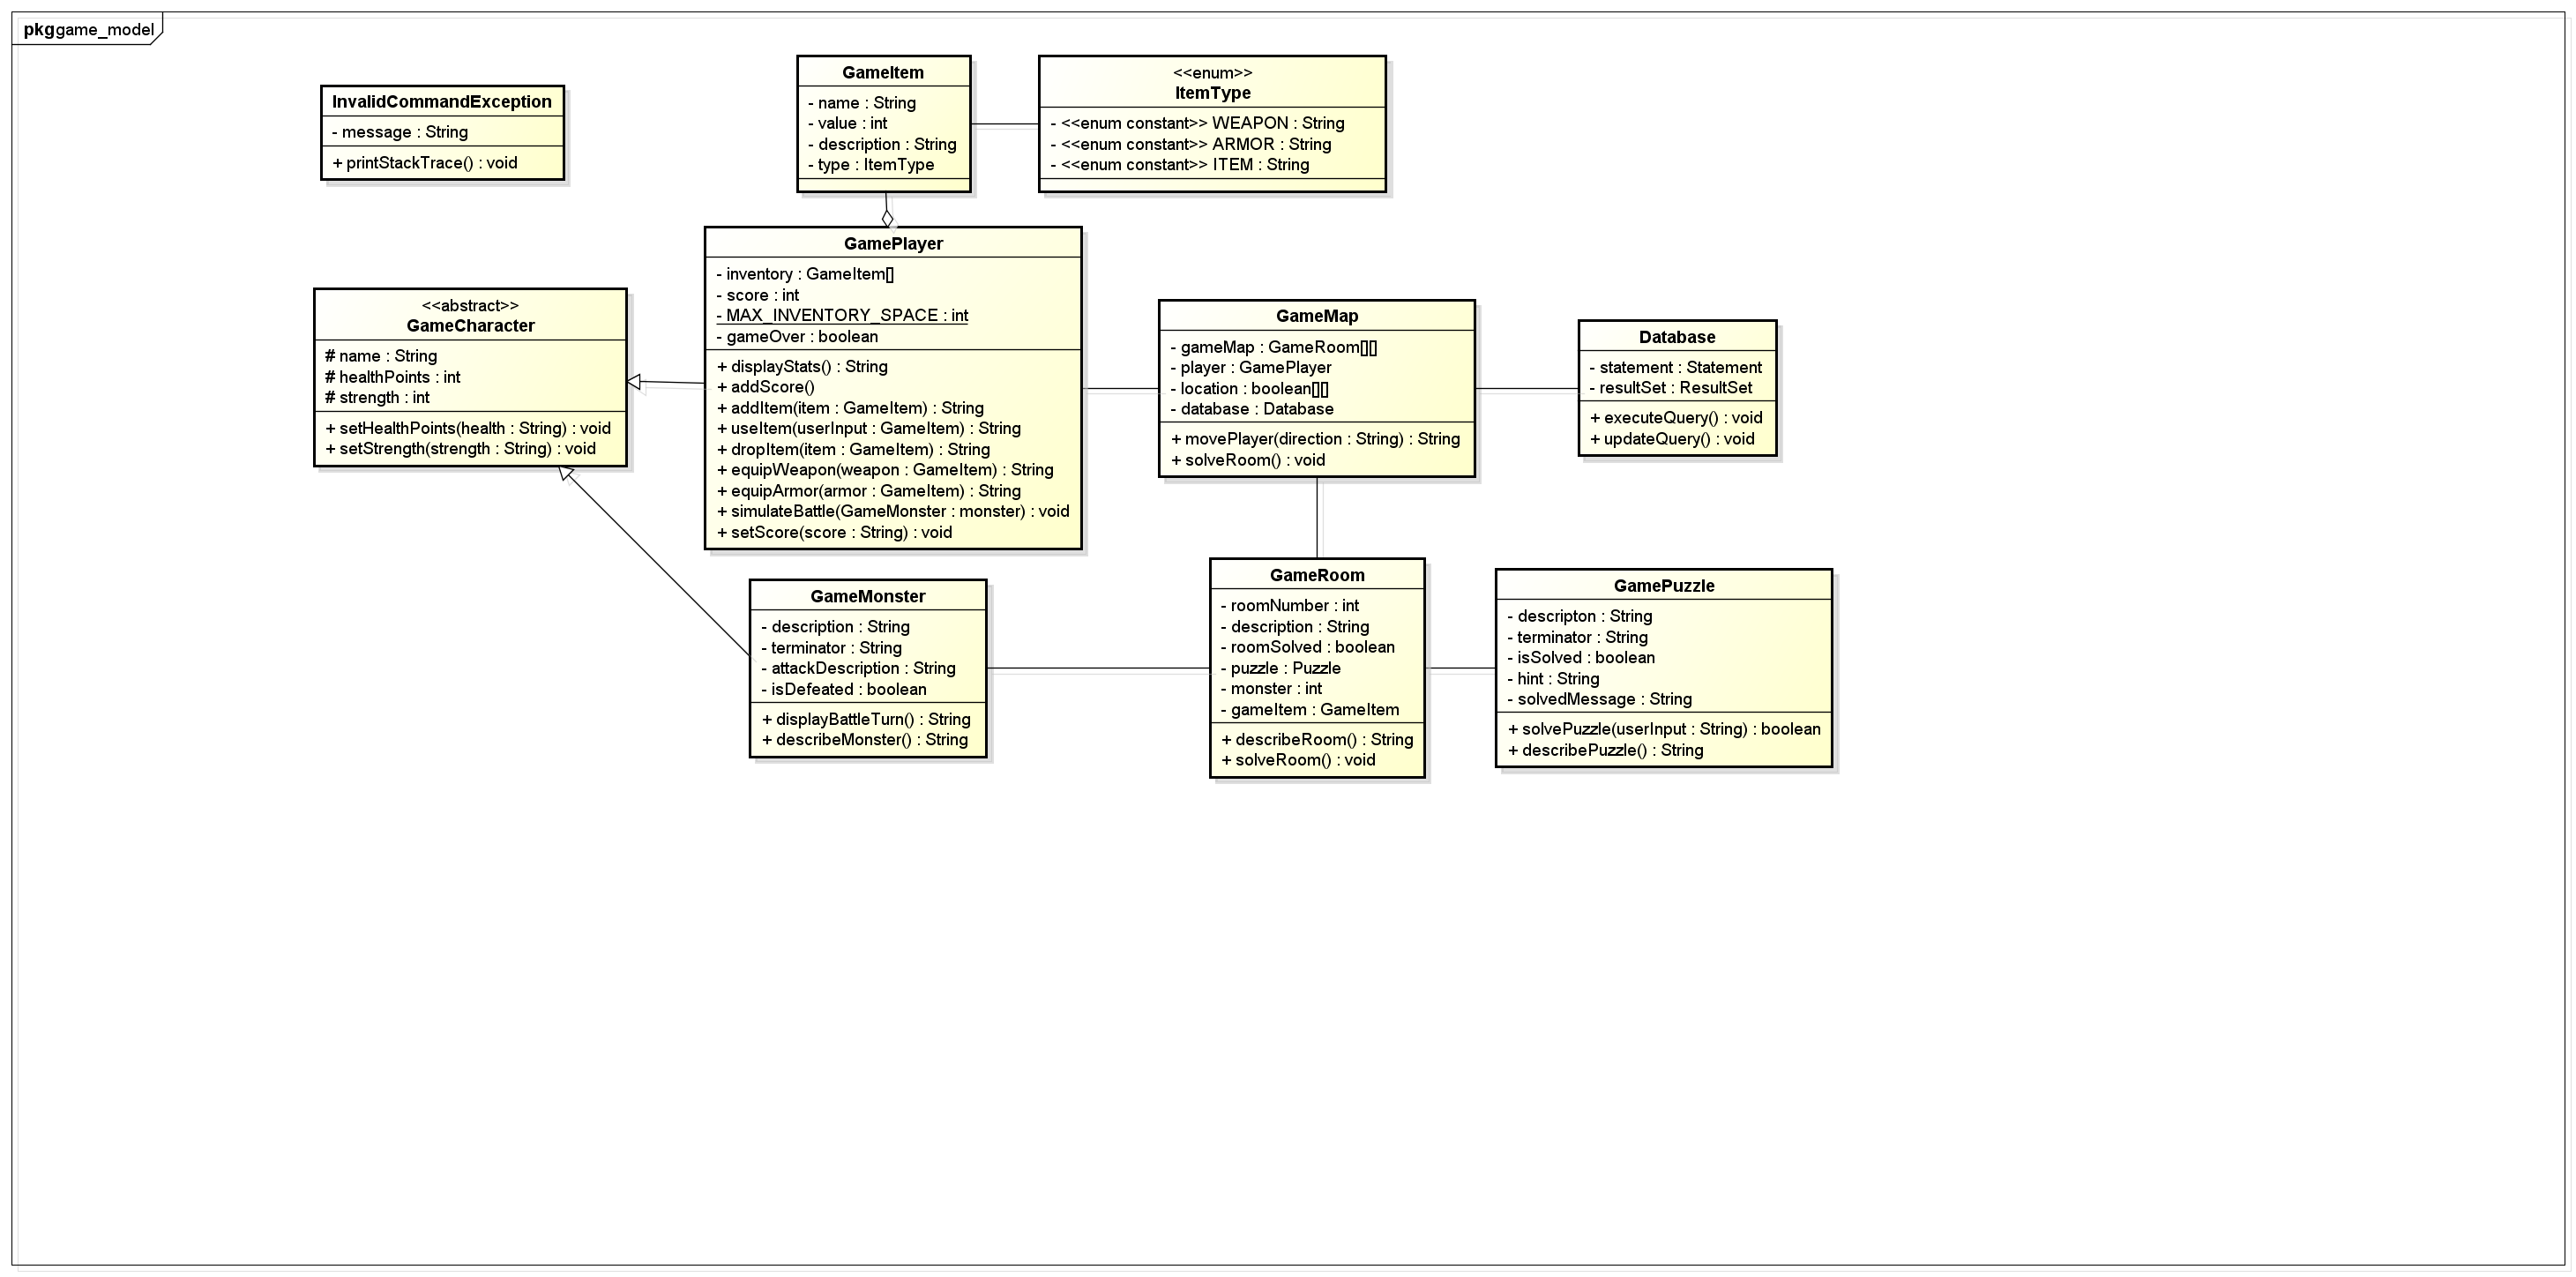 pkg game_model
InvalidCommandException
- message : String
+ printStackTrace() : void
GameItem
- name : String
- value : int
- description : String
- type : ItemType
<<enum>>
ItemType
- <<enum constant>> WEAPON : String
- <<enum constant>> ARMOR : String
- <<enum constant>> ITEM : String
<<abstract>>
GameCharacter
# name : String
# healthPoints : int
# strength : int
+ setHealthPoints(health : String) : void
+ setStrength(strength : String) : void
GamePlayer
- inventory : GameItem[]
- score : int
- MAX_INVENTORY_SPACE : int
- gameOver : boolean
+ displayStats() : String
+ addScore()
+ addItem(item : GameItem) : String
+ useItem(userInput : GameItem) : String
+ dropItem(item : GameItem) : String
+ equipWeapon(weapon : GameItem) : String
+ equipArmor(armor : GameItem) : String
+ simulateBattle(GameMonster : monster) : void
+ setScore(score : String) : void
GameMap
- gameMap : GameRoom[][]
- player : GamePlayer
- location : boolean[][]
- database : Database
+ movePlayer(direction : String) : String
+ solveRoom() : void
Database
- statement : Statement
- resultSet : ResultSet
+ executeQuery() : void
+ updateQuery() : void
GameMonster
- description : String
- terminator : String
- attackDescription : String
- isDefeated : boolean
+ displayBattleTurn() : String
+ describeMonster() : String
GameRoom
- roomNumber : int
- description : String
- roomSolved : boolean
- puzzle : Puzzle
- monster : int
- gameItem : GameItem
+ describeRoom() : String
+ solveRoom() : void
GamePuzzle
- descripton : String
- terminator : String
- isSolved : boolean
- hint : String
- solvedMessage : String
+ solvePuzzle(userInput : String) : boolean
+ describePuzzle() : String